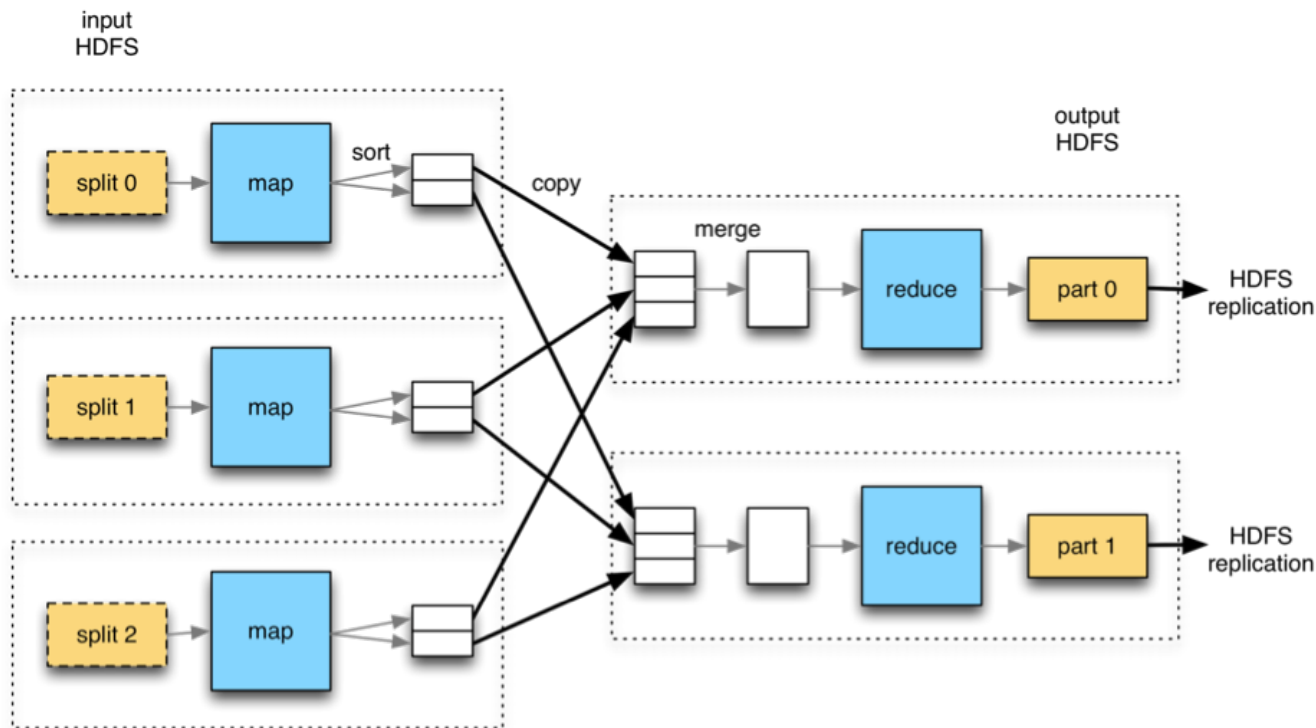 input
HDFS
output
HDFS
split 0
map
sort
copy
merge
reduce
part 0
HDFS
replication
split 1
map
split 2
map
reduce
part 1
HDFS
replication